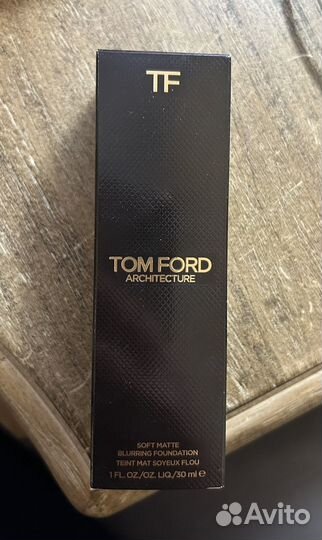 TF
TOM FORD
ARCHITECTURE
SOFT MATTE
BLURRING FOUNDATION
TEINT MAT SOYEUX FLOU
1 FL. OZ./OZ. LIQ./30 ml ℮
Avito